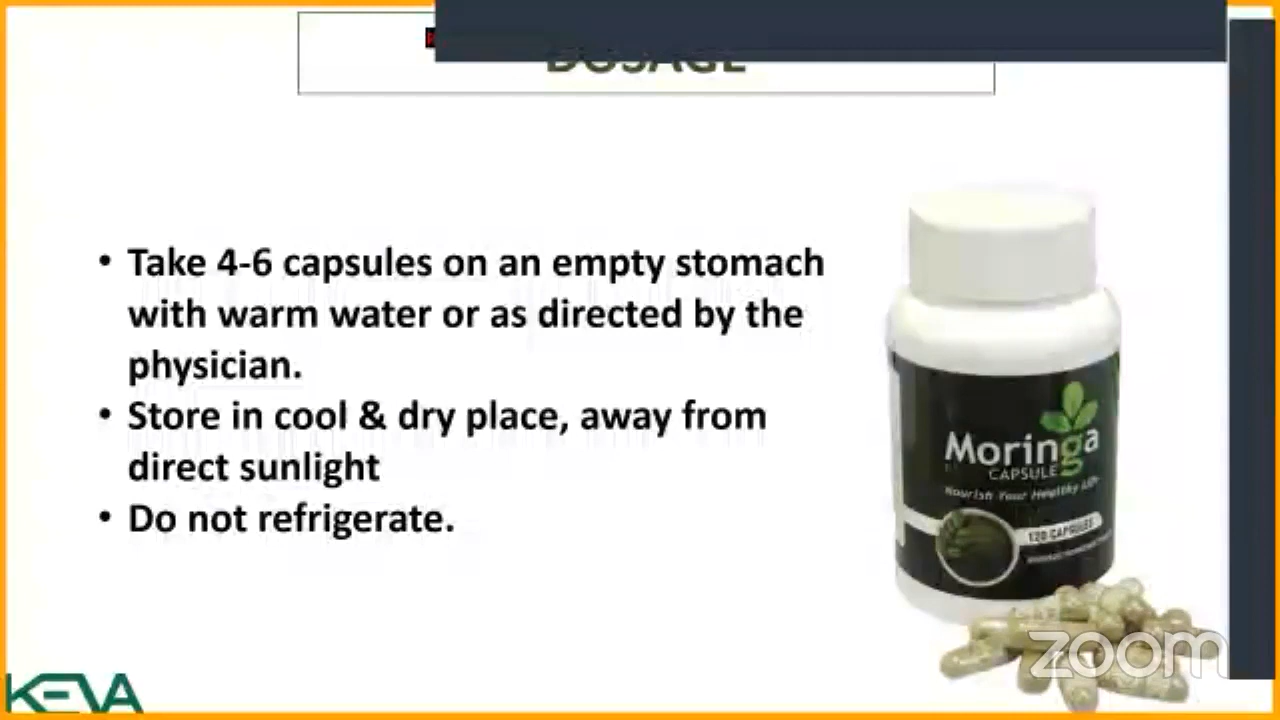 DOSAGE
• Take 4-6 capsules on an empty stomach
with warm water or as directed by the
physician.
• Store in cool & dry place, away from
direct sunlight
• Do not refrigerate.
Moringa
CAPSULE
Nourish Your Healthy Life
120 CAPSULES
zoom
KEVA